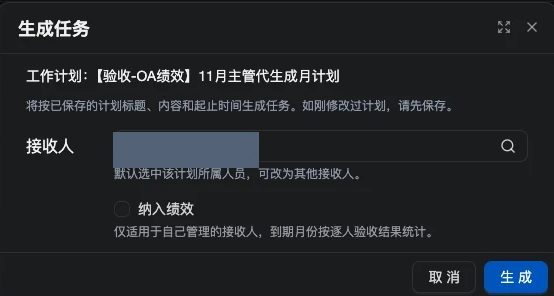 生成任务
工作计划：【验收-OA绩效】11月主管代生成月计划
将按已保存的计划标题、内容和起止时间生成任务。如刚修改过计划，请先保存。
接收人
默认选中该计划所属人员，可改为其他接收人。
纳入绩效
仅适用于自己管理的接收人，到期月份按逐人验收结果统计。
取消
生成